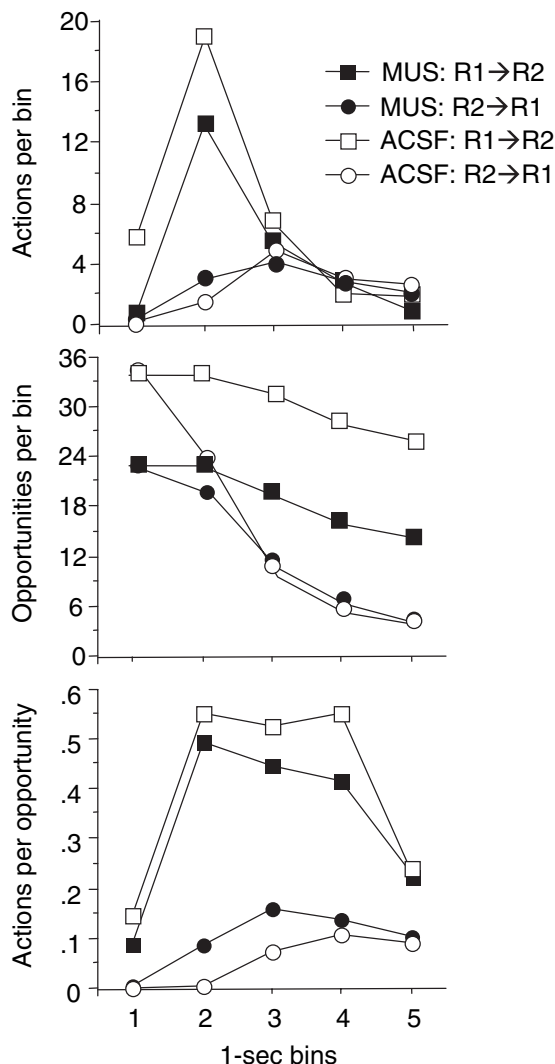 20
16
12
8
4
0
Actions per bin
MUS: R1→R2
MUS: R2→R1
ACSF: R1→R2
ACSF: R2→R1
36
30
24
18
12
6
0
Opportunities per bin
.6
.5
.4
.3
.2
.1
0
Actions per opportunity
1 2 3 4 5
1-sec bins